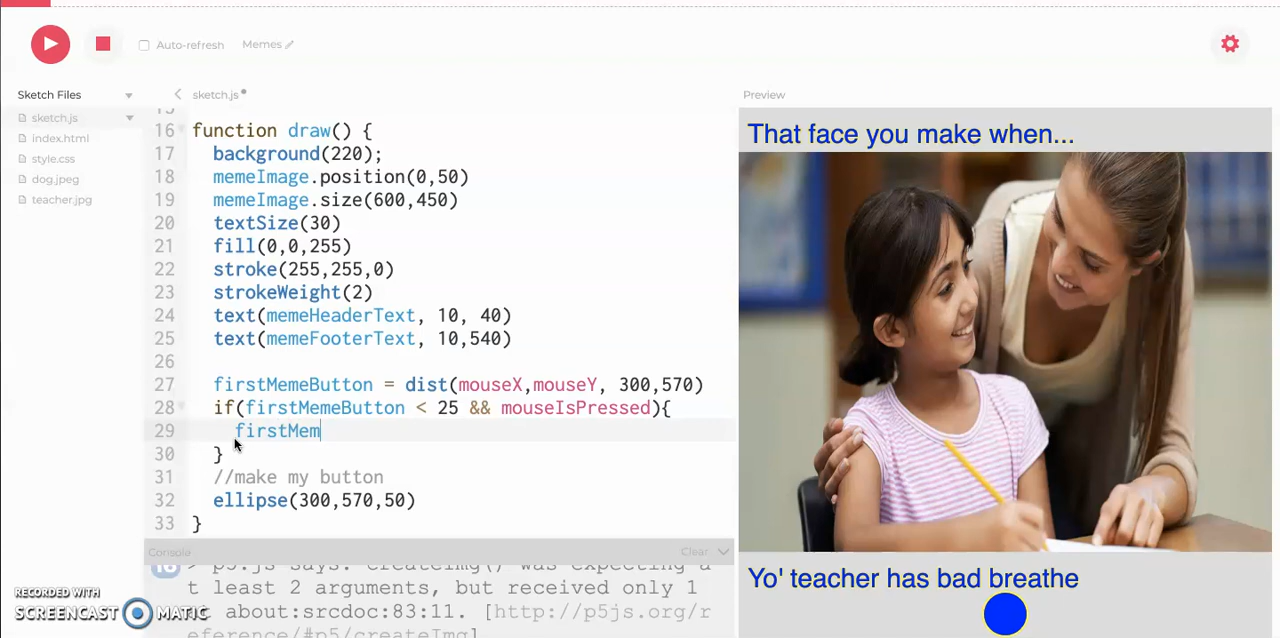 Auto-refresh Memes
Sketch Files
sketch.js
Preview
sketch.js
index.html
style.css
dog.jpeg
teacher.jpg
16 function draw() {
17 background(220);
18 memeImage.position(0,50)
19 memeImage.size(600,450)
20 textSize(30)
21 fill(0,0,255)
22 stroke(255,255,0)
23 strokeWeight(2)
24 text(memeHeaderText, 10, 40)
25 text(memeFooterText, 10,540)
26
27 firstMemeButton = dist(mouseX,mouseY, 300,570)
28 if(firstMemeButton < 25 && mouseIsPressed){
29 firstMem
30 }
31 //make my button
32 ellipse(300,570,50)
33 }
Console Clear
> p5.js says: createImg() was expecting a
t least 2 arguments, but received only 1
at about:srcdoc:83:11. [http://p5js.org/r
eference/#p5/createImg]
That face you make when...
Yo' teacher has bad breathe
RECORDED WITH
SCREENCAST MATIC